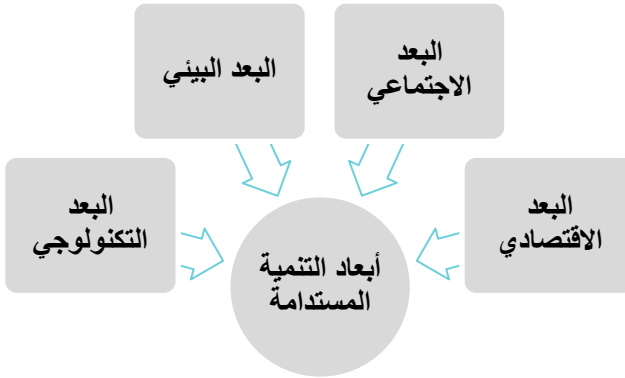 البعد
الاجتماعي
البعد البيئي
البعد
الاقتصادي
البعد
التكنولوجي
أبعاد التنمية
المستدامة